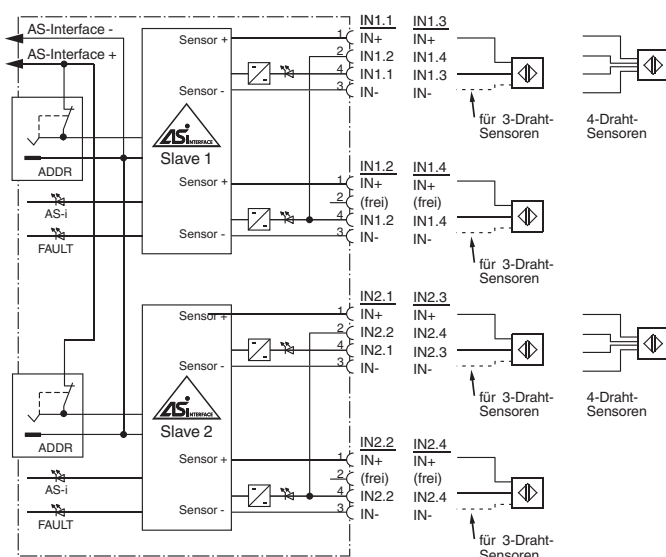 AS-Interface -
AS-Interface +
ADDR
AS-i
FAULT
Sensor +
Sensor -
ASi INTERFACE
Slave 1
Sensor +
Sensor -
IN1.1 IN1.3
1 IN+ IN+
2 IN1.2 IN1.4
4 IN1.1 IN1.3
3 IN- IN-
für 3-Draht-
Sensoren
4-Draht-
Sensoren
IN1.2 IN1.4
1 IN+ IN+
2 (frei) (frei)
4 IN1.2 IN1.4
3 IN- IN-
für 3-Draht-
Sensoren
ADDR
AS-i
FAULT
Sensor +
Sensor -
ASi INTERFACE
Slave 2
Sensor +
Sensor -
IN2.1 IN2.3
1 IN+ IN+
2 IN2.2 IN2.4
4 IN2.1 IN2.3
3 IN- IN-
für 3-Draht-
Sensoren
4-Draht-
Sensoren
IN2.2 IN2.4
1 IN+ IN+
2 (frei) (frei)
4 IN2.2 IN2.4
3 IN- IN-
für 3-Draht-
Sensoren